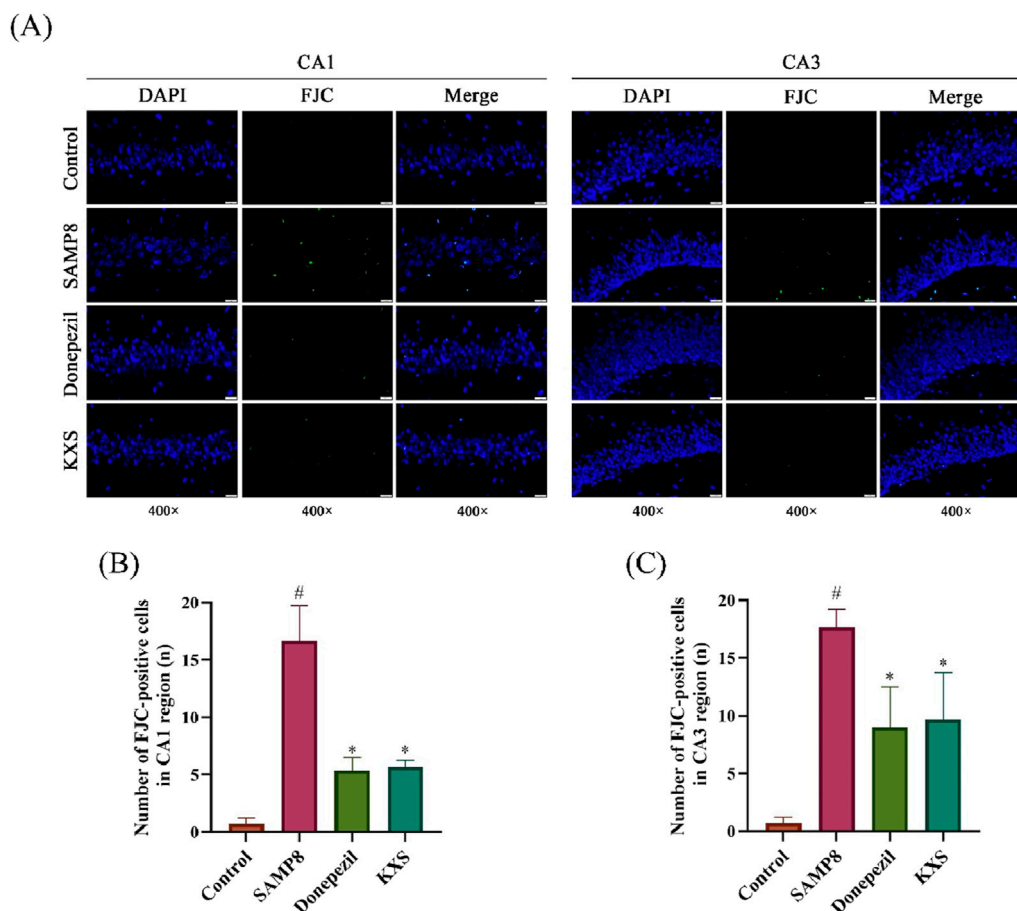 (A)
CA1 CA3
DAPI FJC Merge DAPI FJC Merge
Control
SAMP8
Donepezil
KXS
400× 400× 400× 400× 400× 400×
(B)
Number of FJC-positive cells
in CA1 region (n)
20
15
10
5
0
#
*
*
Control
SAMP8
Donepezil
KXS
(C)
Number of FJC-positive cells
in CA3 region (n)
20
15
10
5
0
#
*
*
Control
SAMP8
Donepezil
KXS